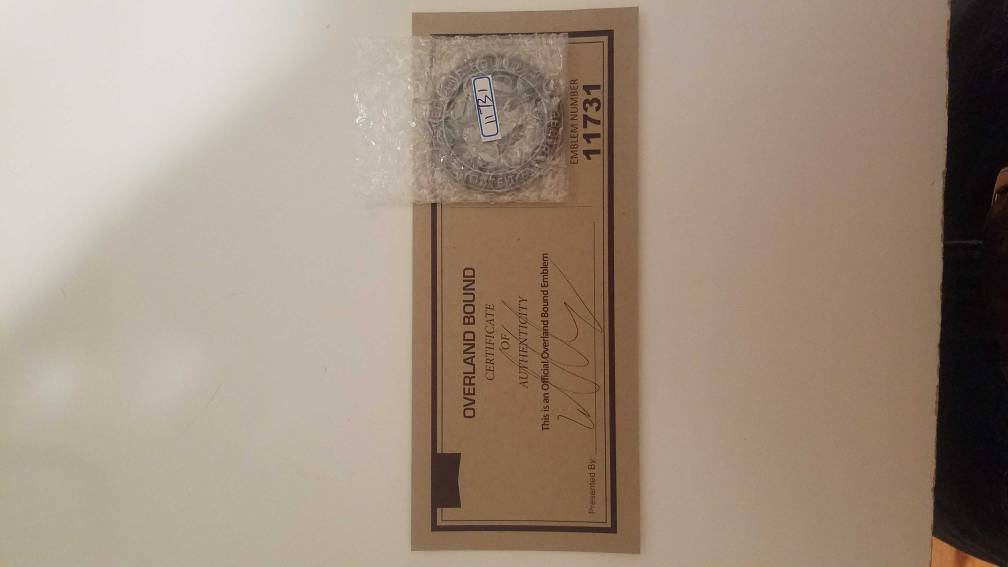 OVERLAND BOUND
CERTIFICATE
OF
AUTHENTICITY
This is an Official Overland Bound Emblem
Presented By:
11731
EMBLEM NUMBER
11731